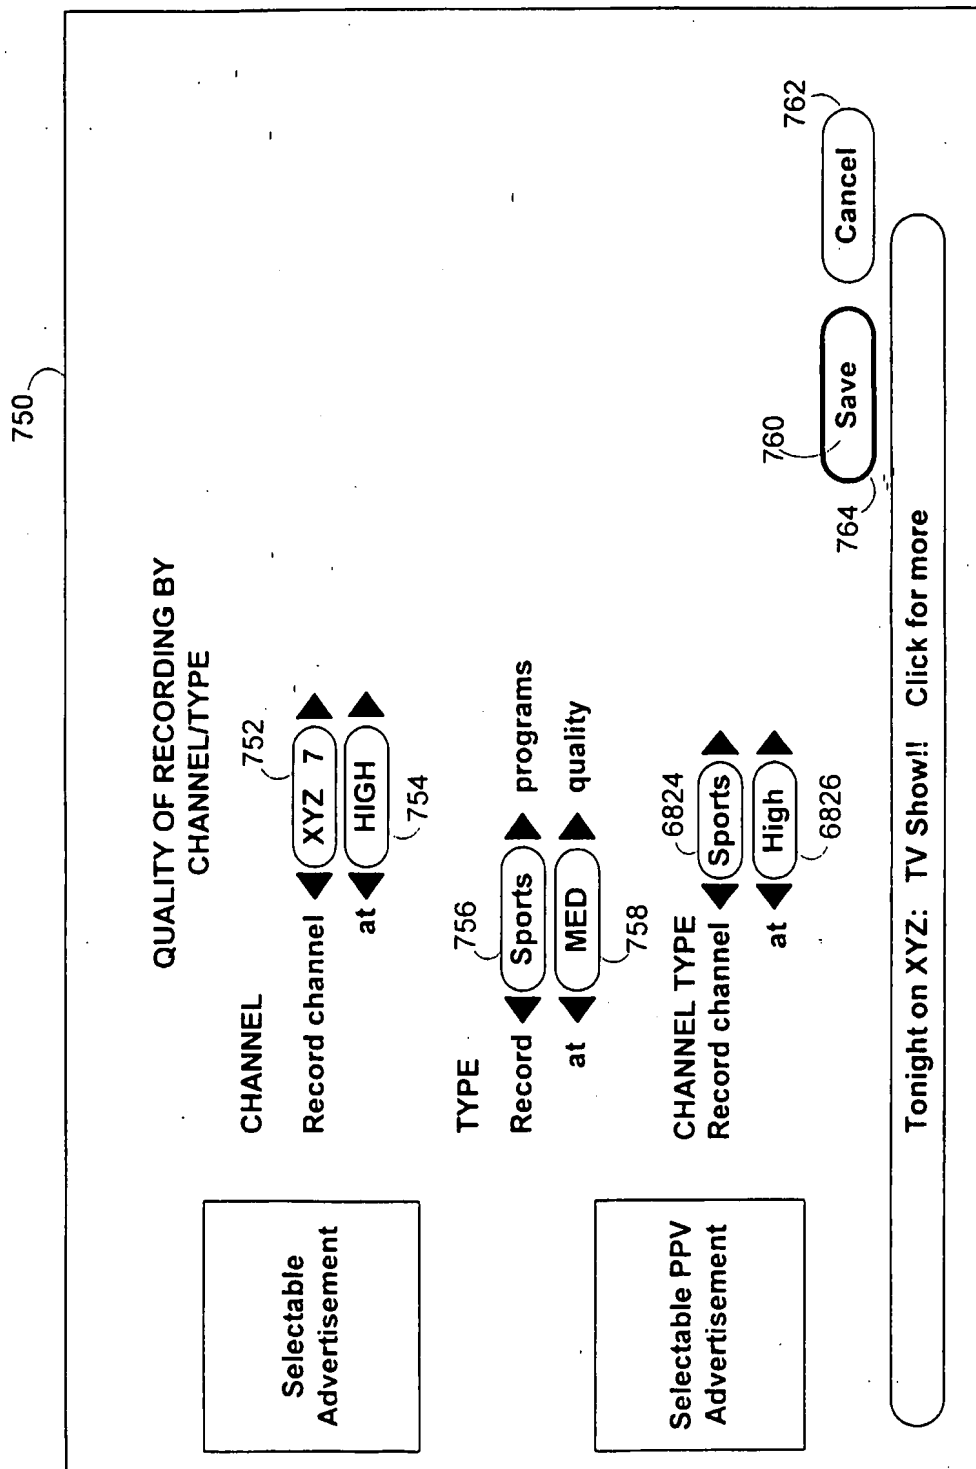 750
QUALITY OF RECORDING BY
CHANNEL/TYPE
Selectable
Advertisement
CHANNEL
752
Record channel XYZ 7
at HIGH
754
TYPE
756
Record Sports programs
at MED quality
758
Selectable PPV
Advertisement
CHANNEL TYPE
6824
Record channel Sports
at High
6826
760
762
Save
Cancel
764
Tonight on XYZ: TV Show!! Click for more